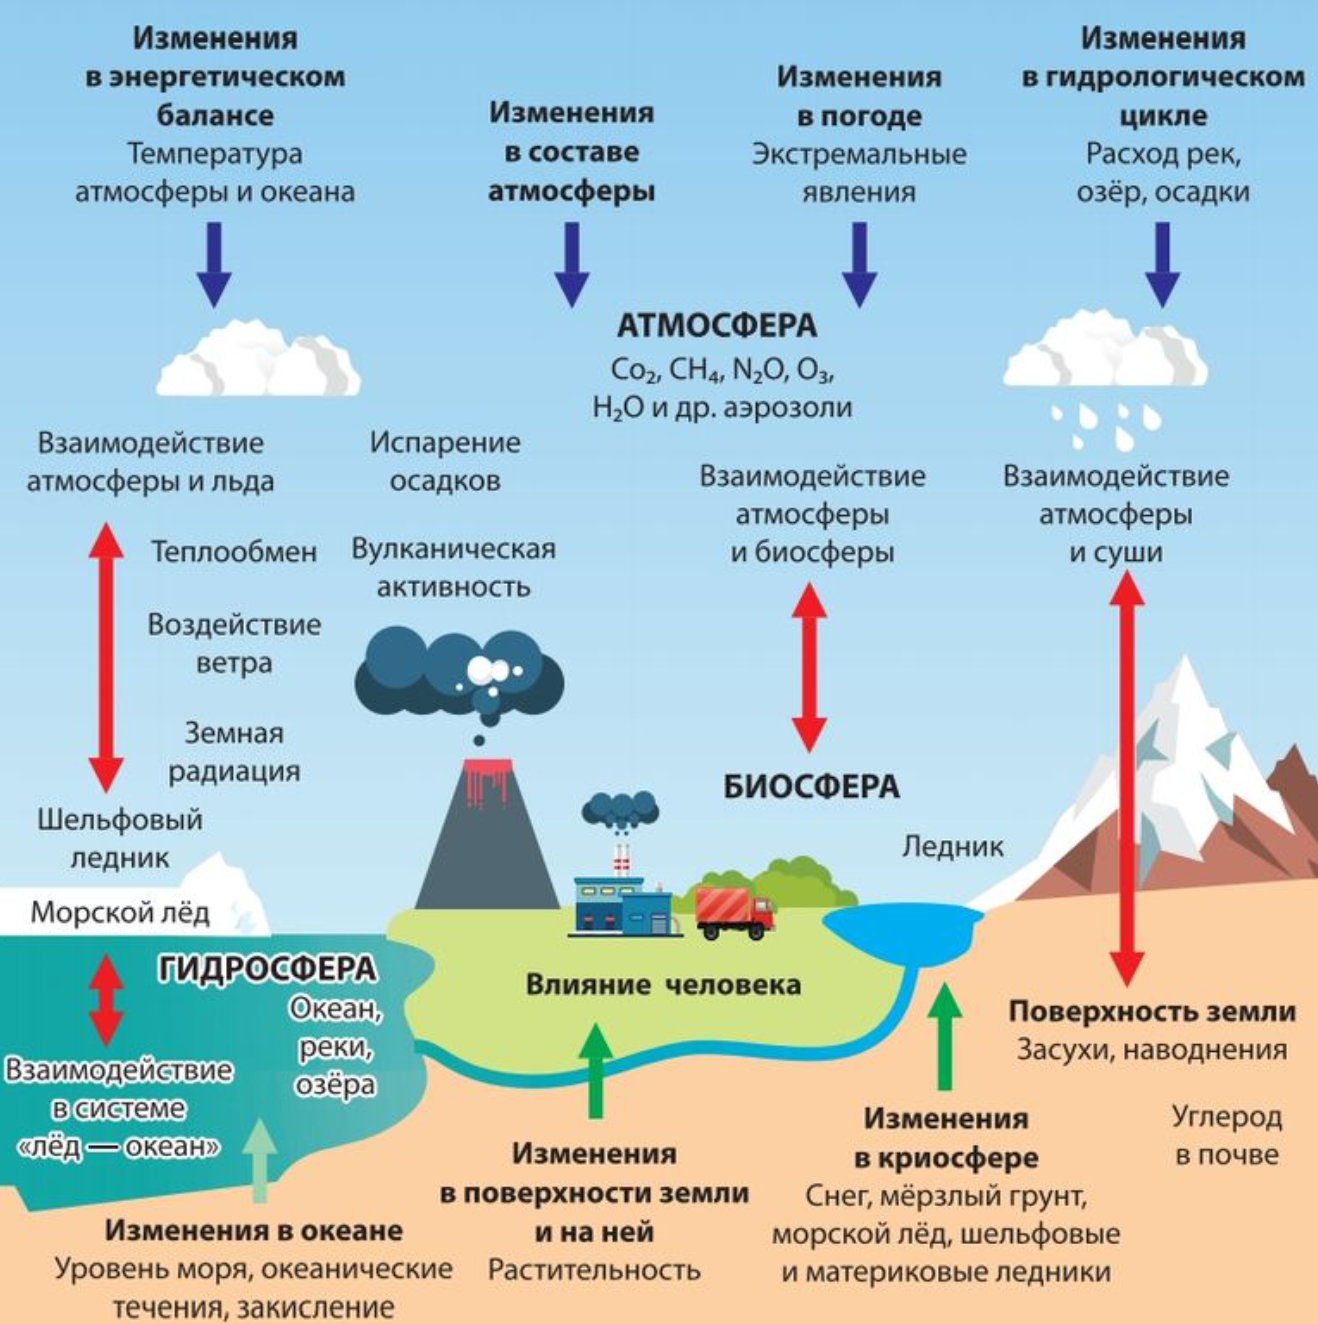 Изменения
в энергетическом
балансе
Температура
атмосферы и океана
Изменения
в составе
атмосферы
Изменения
в погоде
Экстремальные
явления
Изменения
в гидрологическом
цикле
Расход рек,
озёр, осадки
АТМОСФЕРА
Co₂, CH₄, N₂O, O₃,
H₂O и др. аэрозоли
Взаимодействие
атмосферы и льда
Испарение
осадков
Взаимодействие
атмосферы
и биосферы
Взаимодействие
атмосферы
и суши
Теплообмен
Вулканическая
активность
Воздействие
ветра
Земная
радиация
БИОСФЕРА
Шельфовый
ледник
Ледник
Морской лёд
ГИДРОСФЕРА
Океан,
реки,
озёра
Влияние человека
Поверхность земли
Засухи, наводнения
Взаимодействие
в системе
«лёд — океан»
Углерод
в почве
Изменения в океане
Уровень моря, океанические
течения, закисление
Изменения
в поверхности земли
и на ней
Растительность
Изменения
в криосфере
Снег, мёрзлый грунт,
морской лёд, шельфовые
и материковые ледники